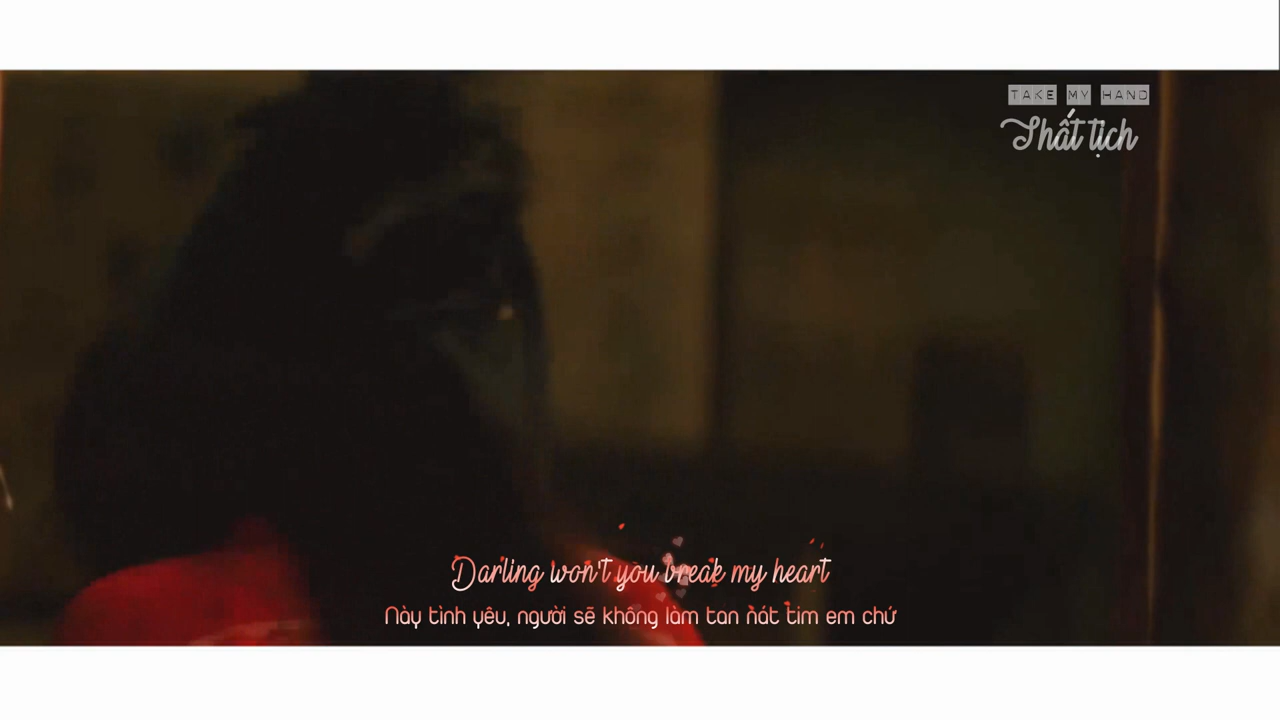 TAKE MY HAND
Thất tịch
Darling won't you break my heart
Này tình yêu, người sẽ không làm tan nát tim em chứ